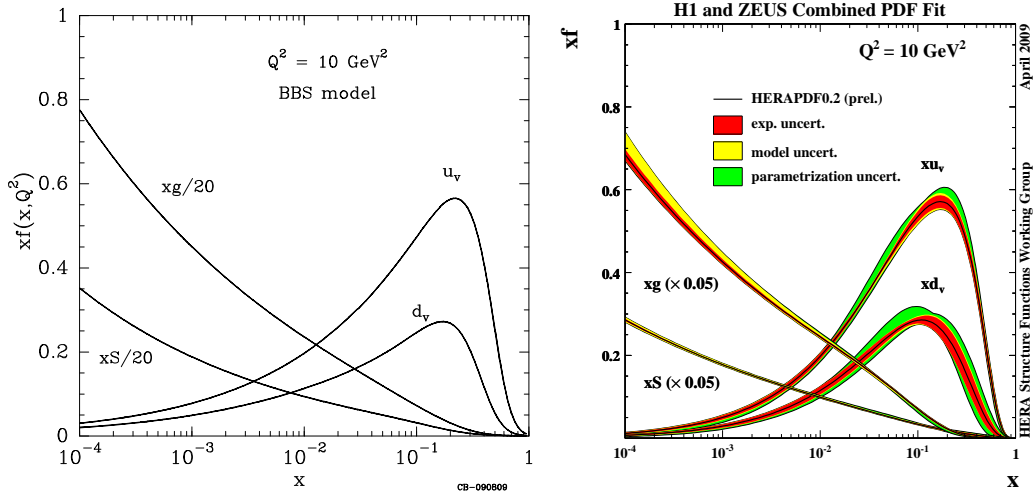 1
0.8
0.6
0.4
0.2
0
xf(x,Q²)
Q² = 10 GeV²
BBS model
xg/20
u_v
d_v
xS/20
10⁻⁴
10⁻³
10⁻²
10⁻¹
1
x
CB-090809
H1 and ZEUS Combined PDF Fit
xf
1
0.8
0.6
0.4
0.2
Q² = 10 GeV²
HERAPDF0.2 (prel.)
exp. uncert.
model uncert.
parametrization uncert.
xu_v
xg (× 0.05)
xd_v
xS (× 0.05)
10⁻⁴
10⁻³
10⁻²
10⁻¹
1
x
HERA Structure Functions Working Group
April 2009